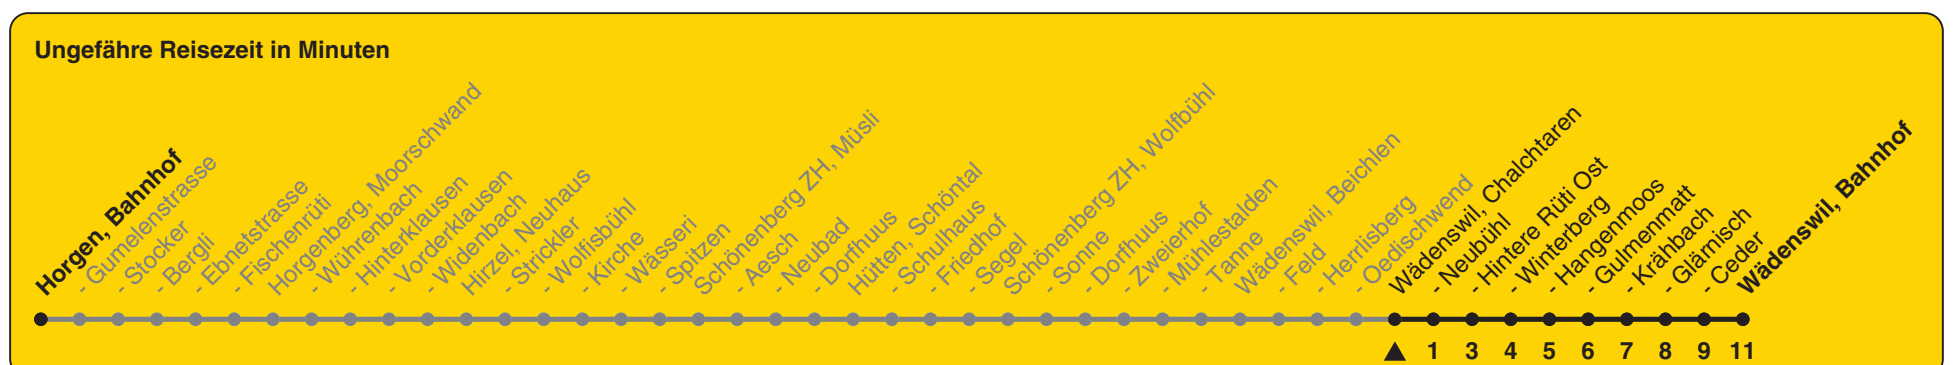 Ungefähre Reisezeit in Minuten
Horgen, Bahnhof
- Gumelenstrasse
- Stocker
- Bergli
- Ebnetstrasse
- Fischenrüti
Horgenberg, Moorschwand
- Wührenbach
- Hinterklausen
- Vorderklausen
- Widenbach
Hirzel, Neuhaus
- Strickler
- Wolfisbühl
- Kirche
- Wässeri
- Spitzen
Schönenberg ZH, Müsli
- Aesch
- Neubad
- Dorfhuus
Hütten, Schöntal
- Schulhaus
- Friedhof
- Segel
Schönenberg ZH, Wolfbühl
- Sonne
- Dorfhuus
- Zweierhof
- Mühlestalden
- Tanne
Wädenswil, Beichlen
- Feld
- Herrlisberg
- Oedischwend
Wädenswil, Chalchtaren
- Neubühl
- Hintere Rüti Ost
- Winterberg
- Hangenmoos
- Gulmenmatt
- Krähbach
- Glärnisch
- Ceder
Wädenswil, Bahnhof
1 3 4 5 6 7 8 9 11